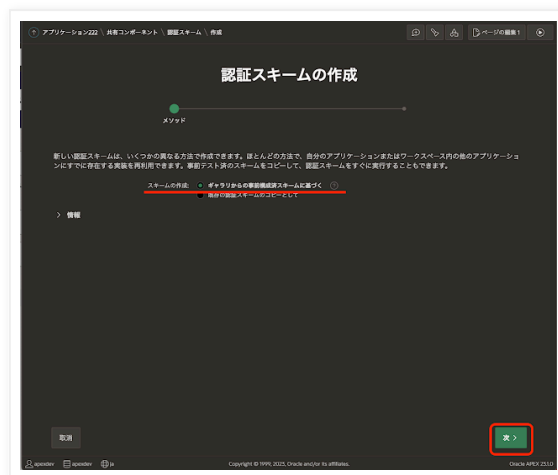 アプリケーション222 \ 共有コンポーネント \ 認証スキーム \ 作成
ページの編集1
認証スキームの作成
メソッド
新しい認証スキームは、いくつかの異なる方法で作成できます。ほとんどの方法で、自分のアプリケーションまたはワークスペース内の他のアプリケーショ
ンにすでに存在する実装を再利用できます。事前テスト済のスキームをコピーして、認証スキームをすぐに実行することもできます。
スキームの作成: ギャラリからの事前構成済スキームに基づく
既存の認証スキームのコピーとして
情報
取消
次 >
apexdev apexdev ja Copyright © 1999, 2023, Oracle and/or its affiliates. Oracle APEX 23.1.0